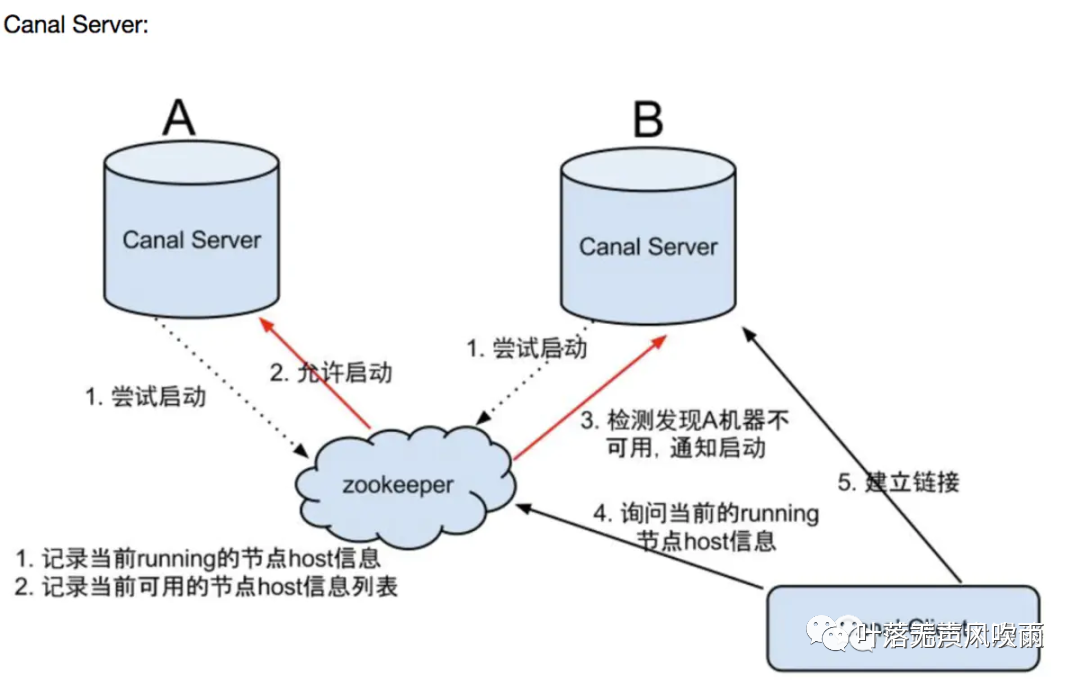 Canal Server:
A
B
Canal Server
Canal Server
1. 尝试启动
2. 允许启动
1. 尝试启动
3. 检测发现A机器不
可用，通知启动
zookeeper
4. 询问当前的running
节点host信息
5. 建立链接
1. 记录当前running的节点host信息
2. 记录当前可用的节点host信息列表
叶落无声风吹雨